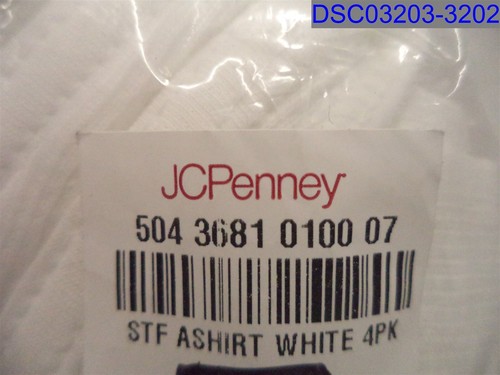 DSC03203-3202
JCPenney
504 3681 0100 07
STF ASHIRT WHITE 4PK